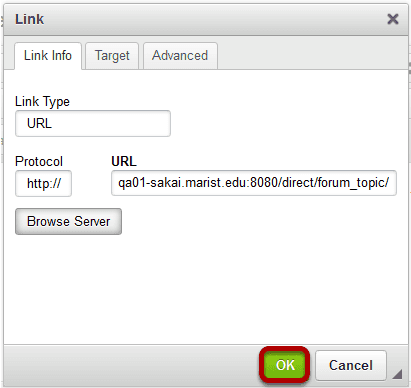 Link
Link Info Target Advanced
Link Type
URL
Protocol URL
http:// qa01-sakai.marist.edu:8080/direct/forum_topic/
Browse Server
OK Cancel